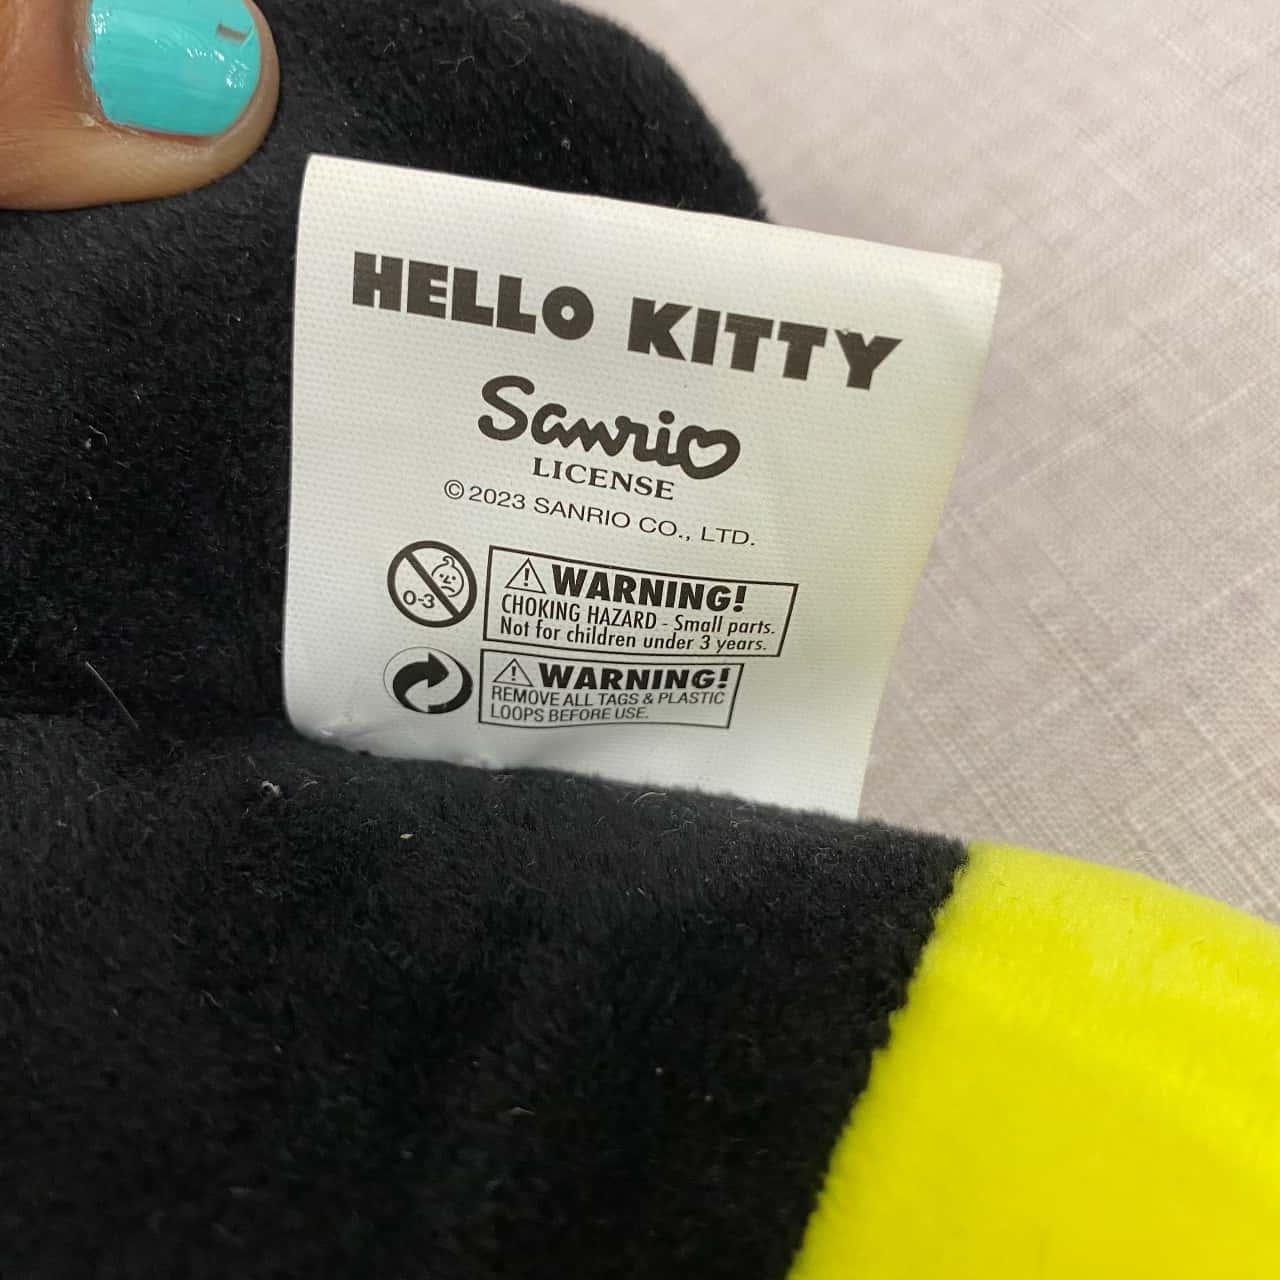 HELLO KITTY
Sanrio
LICENSE
©2023 SANRIO CO., LTD.
0-3
WARNING!
CHOKING HAZARD - Small parts.
Not for children under 3 years.
WARNING!
REMOVE ALL TAGS & PLASTIC
LOOPS BEFORE USE.